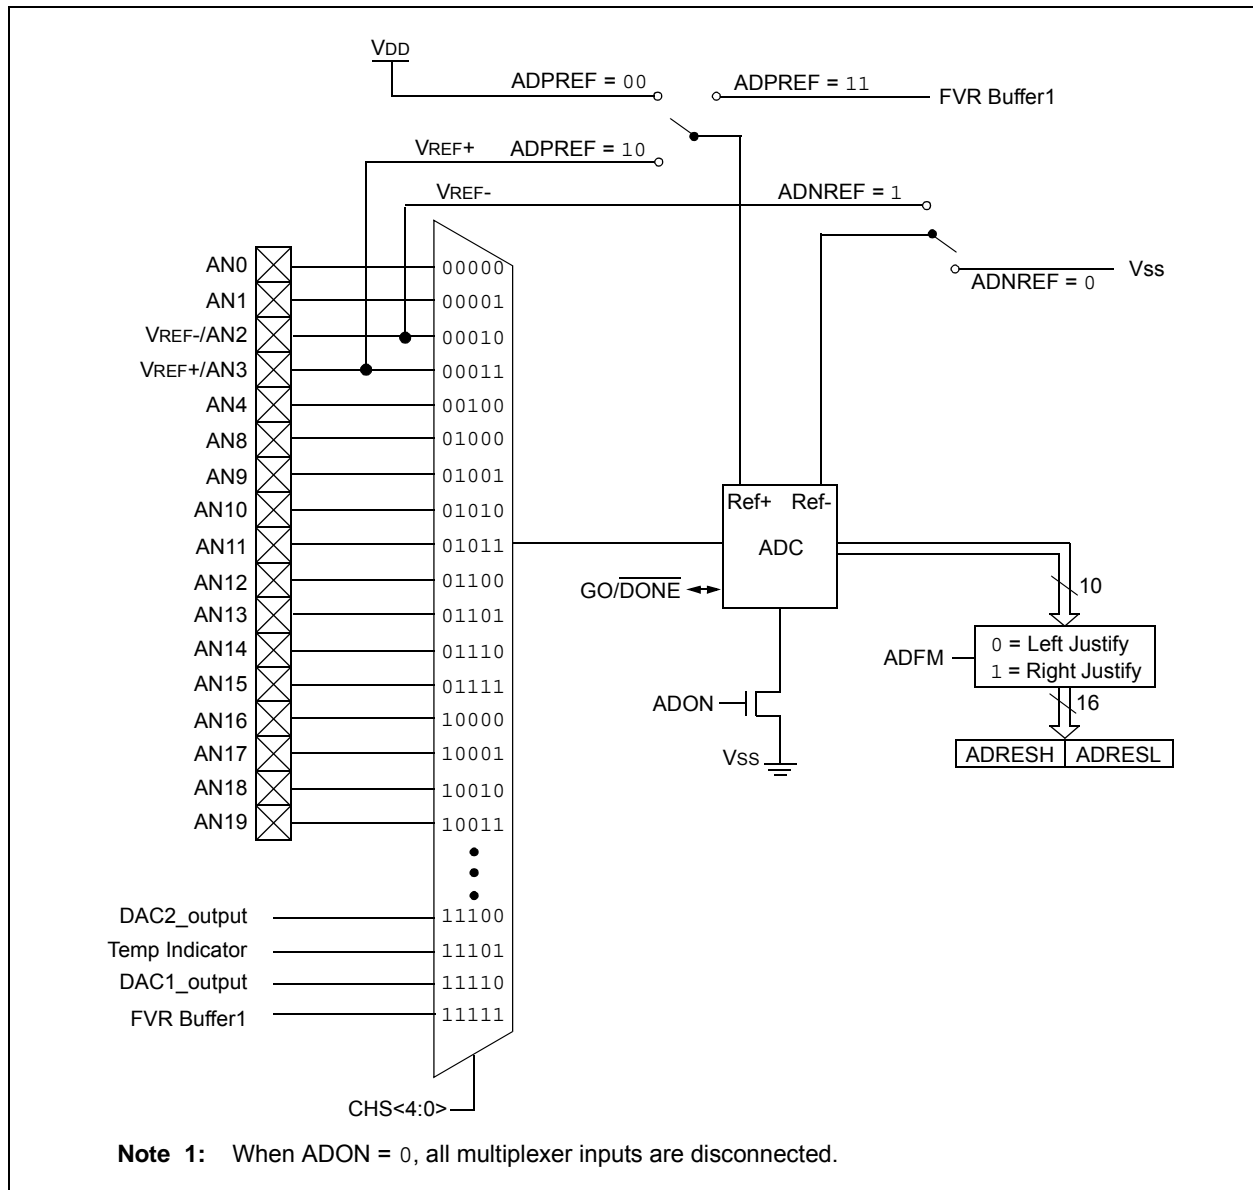 VDD
ADPREF = 00
ADPREF = 11
FVR Buffer1
VREF+
ADPREF = 10
VREF-
ADNREF = 1
ADNREF = 0
Vss
AN0
00000
AN1
00001
VREF-/AN2
00010
VREF+/AN3
00011
AN4
00100
AN8
01000
AN9
01001
AN10
01010
AN11
01011
AN12
01100
AN13
01101
AN14
01110
AN15
01111
AN16
10000
AN17
10001
AN18
10010
AN19
10011
DAC2_output
11100
Temp Indicator
11101
DAC1_output
11110
FVR Buffer1
11111
CHS<4:0>
Ref+ Ref-
ADC
GO/DONE
10
ADFM
0 = Left Justify
1 = Right Justify
16
ADON
Vss
ADRESH ADRESL
Note 1: When ADON = 0, all multiplexer inputs are disconnected.